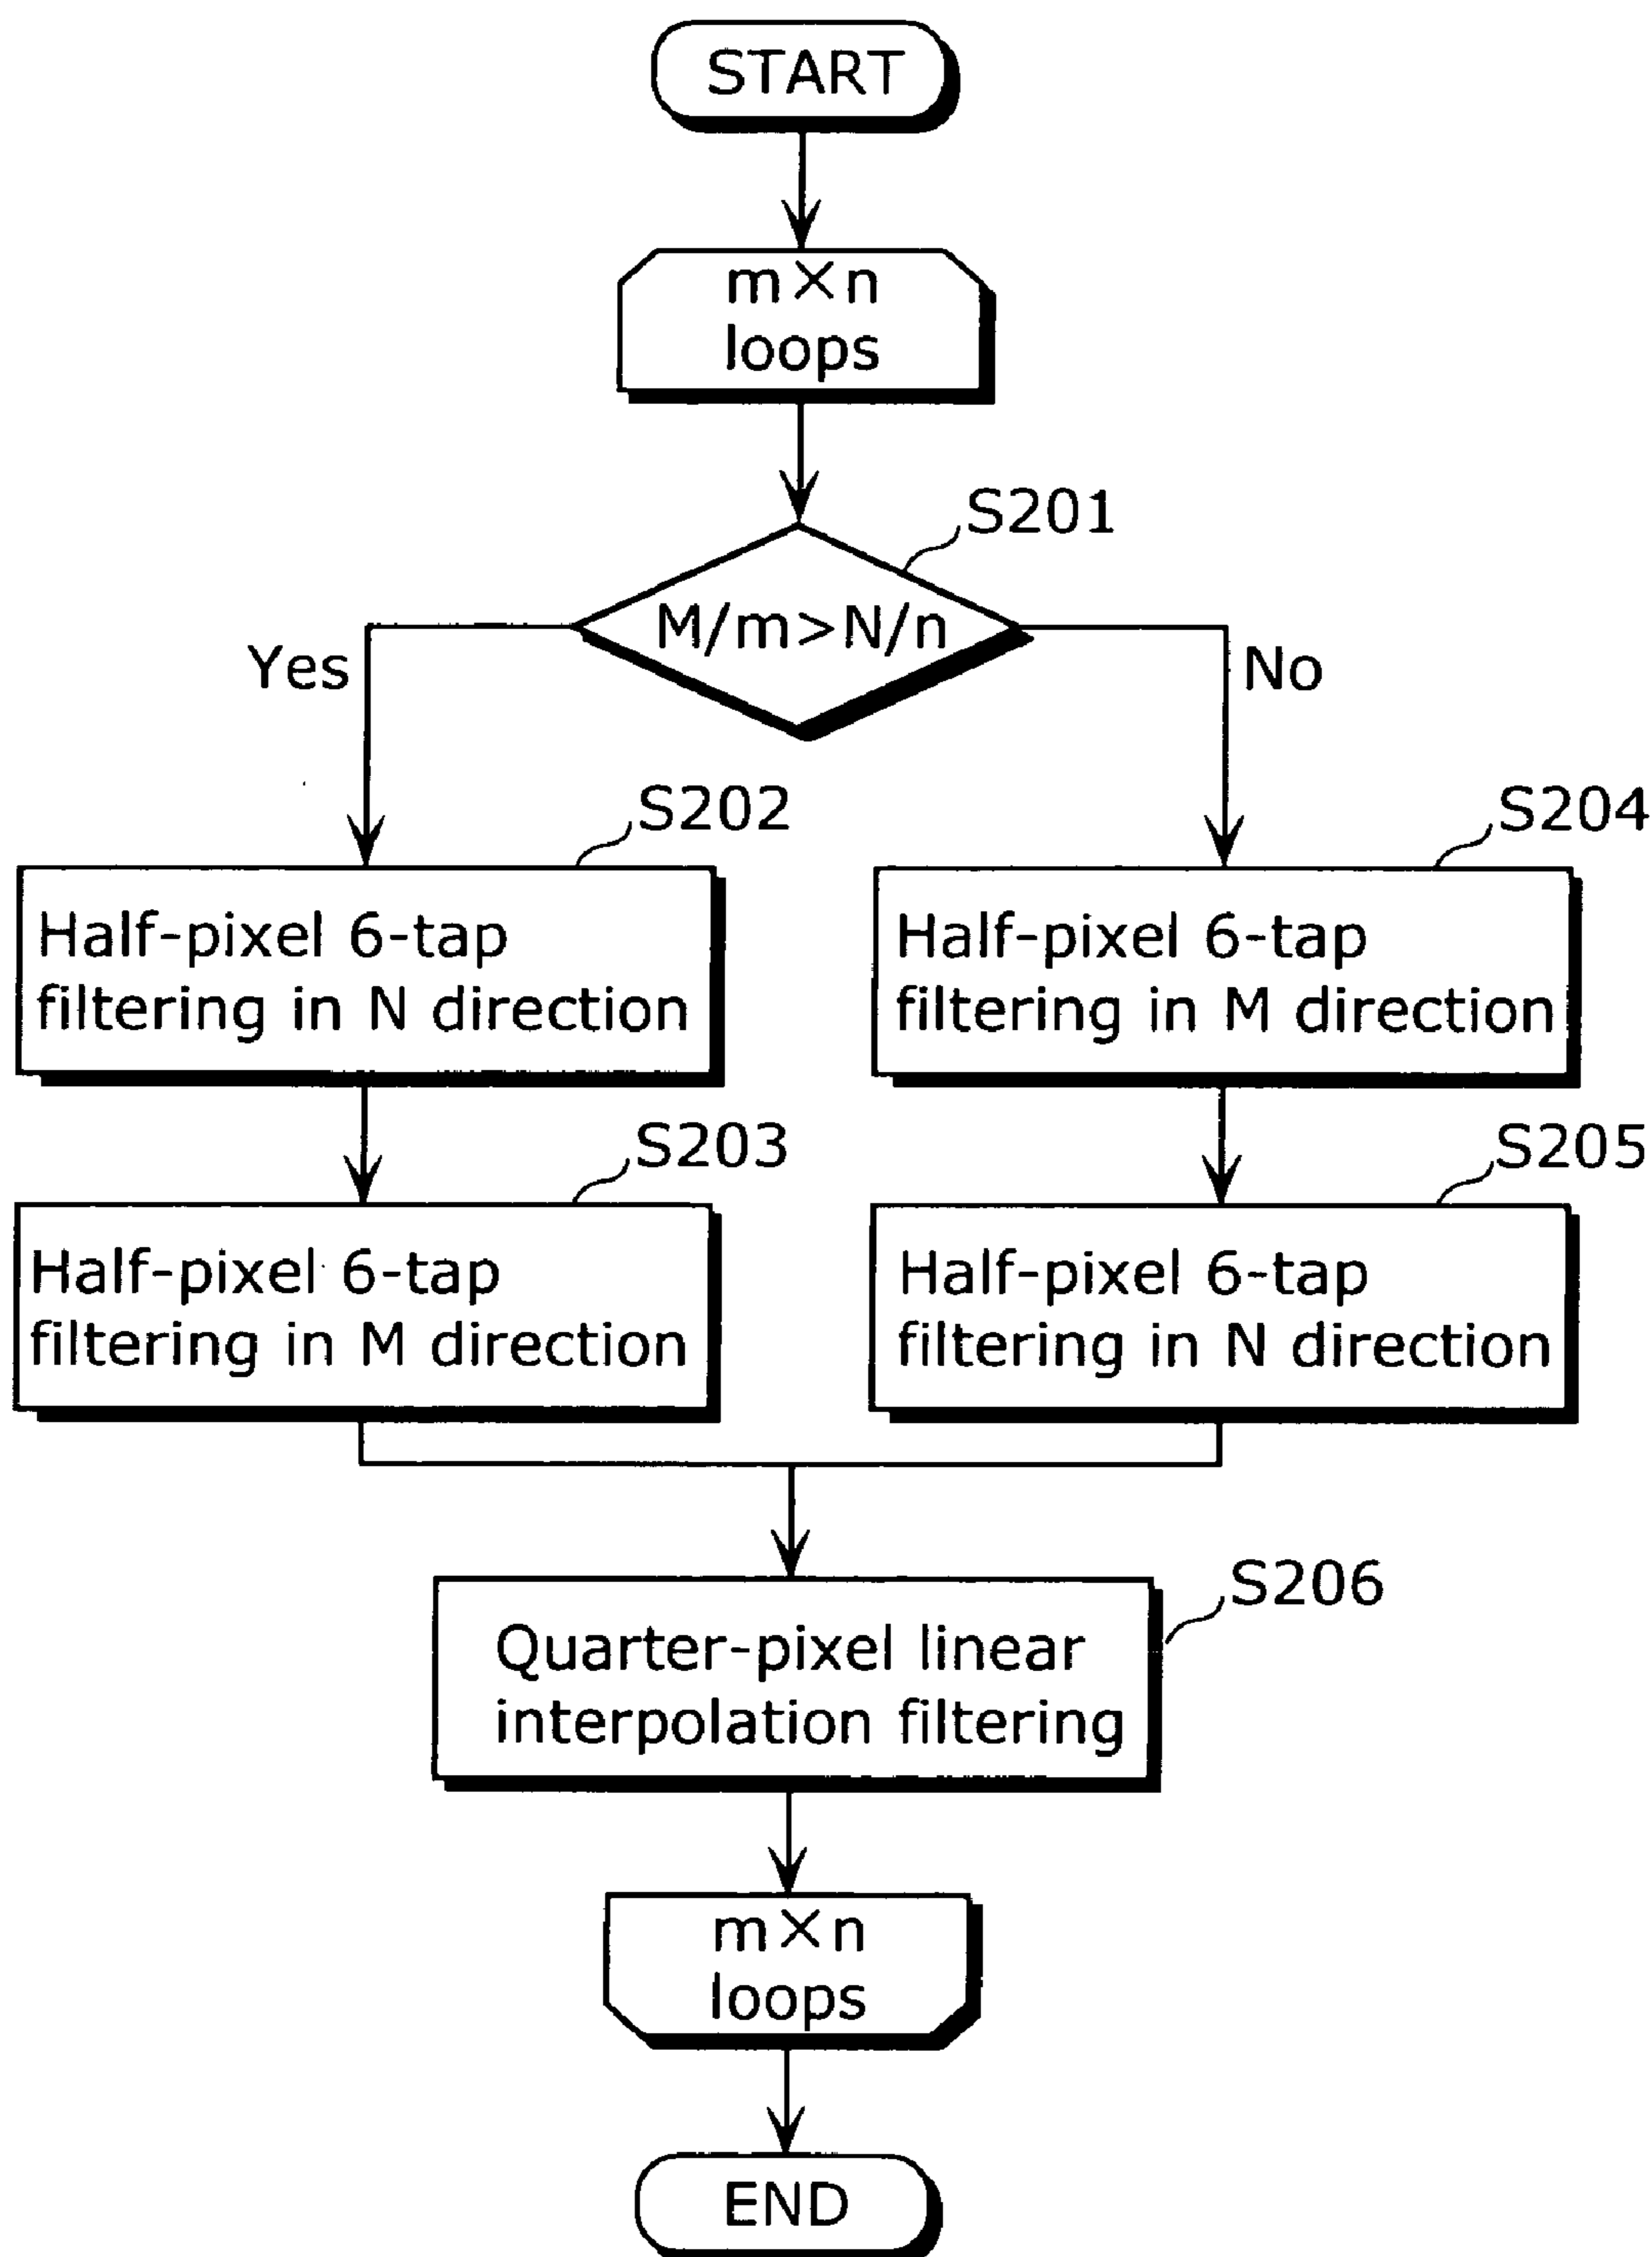 START
m×n
loops
S201
M/m>N/n
Yes
No
S202
S204
Half-pixel 6-tap
filtering in N direction
Half-pixel 6-tap
filtering in M direction
S203
S205
Half-pixel 6-tap
filtering in M direction
Half-pixel 6-tap
filtering in N direction
S206
Quarter-pixel linear
interpolation filtering
m×n
loops
END